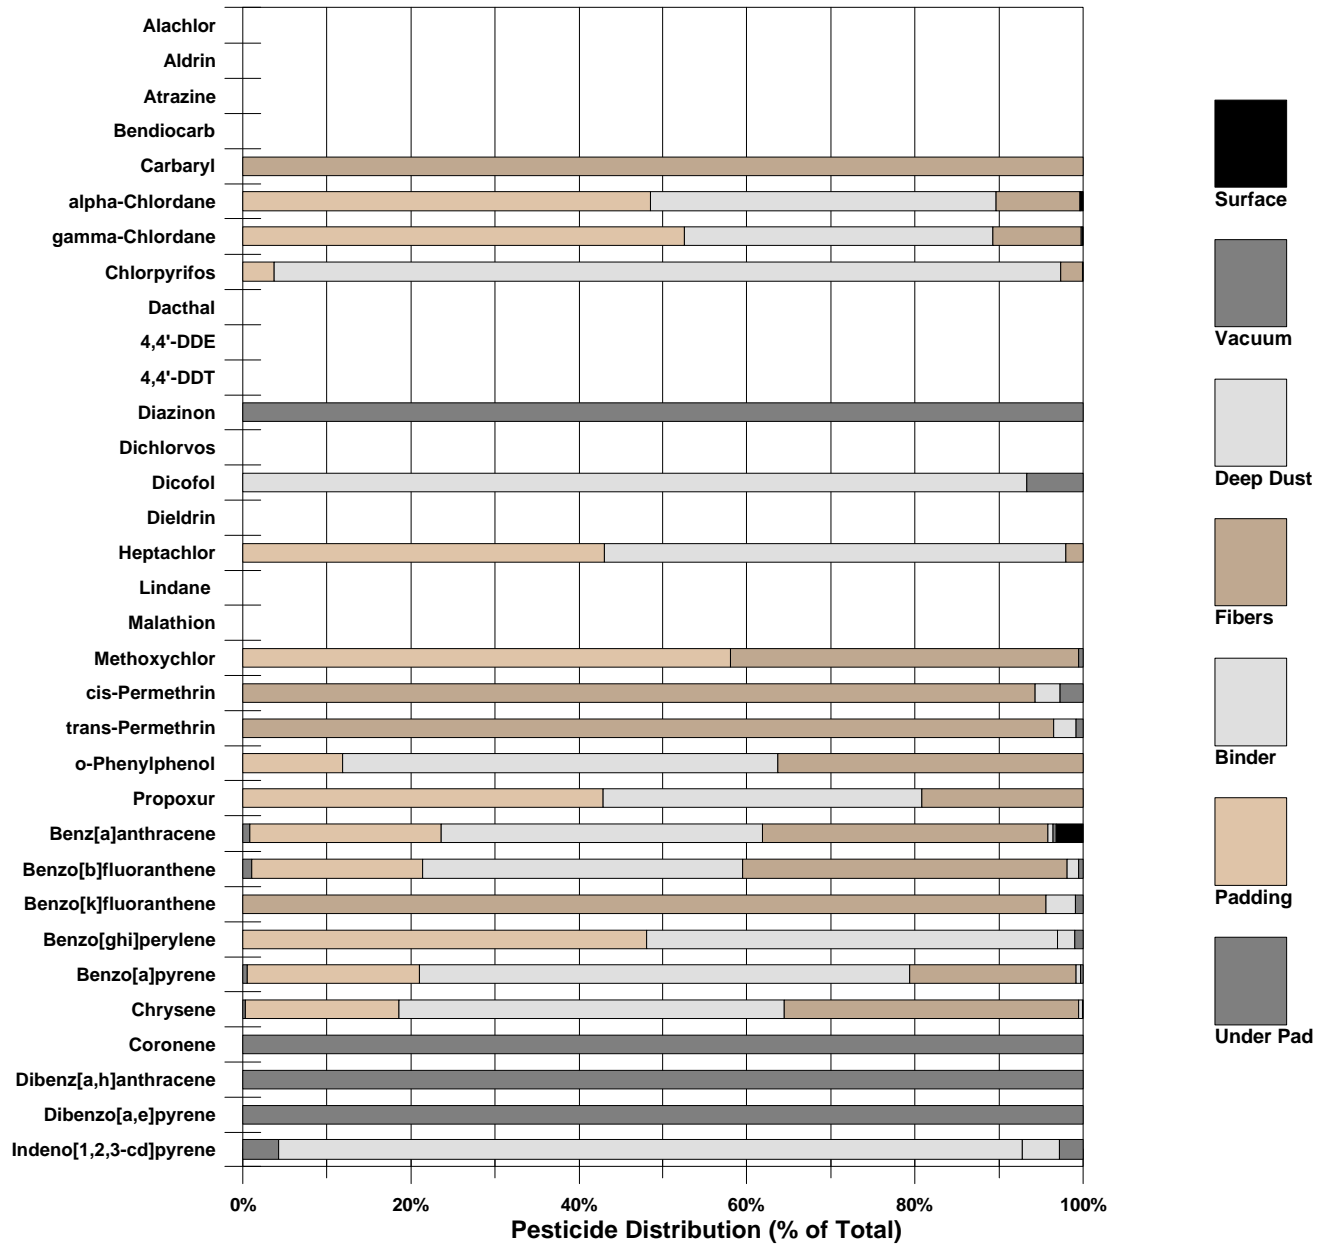 Alachlor
Aldrin
Atrazine
Bendiocarb
Carbaryl
alpha-Chlordane
gamma-Chlordane
Chlorpyrifos
Dacthal
4,4'-DDE
4,4'-DDT
Diazinon
Dichlorvos
Dicofol
Dieldrin
Heptachlor
Lindane
Malathion
Methoxychlor
cis-Permethrin
trans-Permethrin
o-Phenylphenol
Propoxur
Benz[a]anthracene
Benzo[b]fluoranthene
Benzo[k]fluoranthene
Benzo[ghi]perylene
Benzo[a]pyrene
Chrysene
Coronene
Dibenz[a,h]anthracene
Dibenzo[a,e]pyrene
Indeno[1,2,3-cd]pyrene
0% 20% 40% 60% 80% 100%
Pesticide Distribution (% of Total)
Surface
Vacuum
Deep Dust
Fibers
Binder
Padding
Under Pad